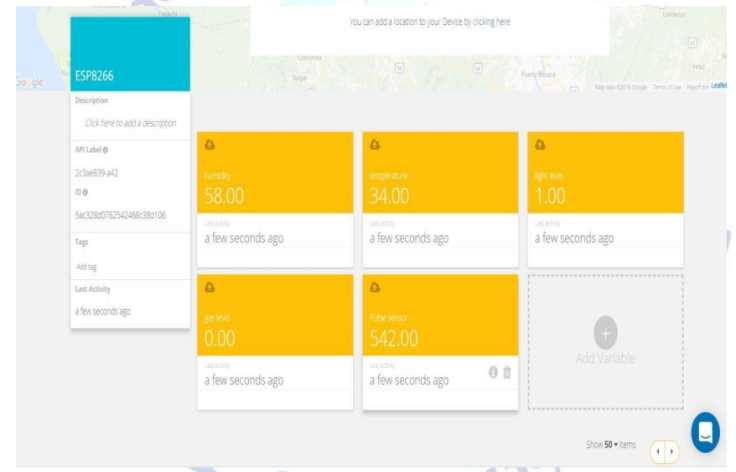 You can add a location to your Device by clicking here
Google
Map data ©2018 Google Terms of Use Leaflet
ESP8266
Description
Click here to add a description
API Label
2c3ae839-a42
ID
5ac328d0762542468c38d106
Tags
Add tag
Last Activity
a few seconds ago
humidity
58.00
Last activity
a few seconds ago
temperature
34.00
Last activity
a few seconds ago
light level
1.00
Last activity
a few seconds ago
gas level
0.00
Last activity
a few seconds ago
Pulse sensor
542.00
Last activity
a few seconds ago
Add Variable
Show 50 items